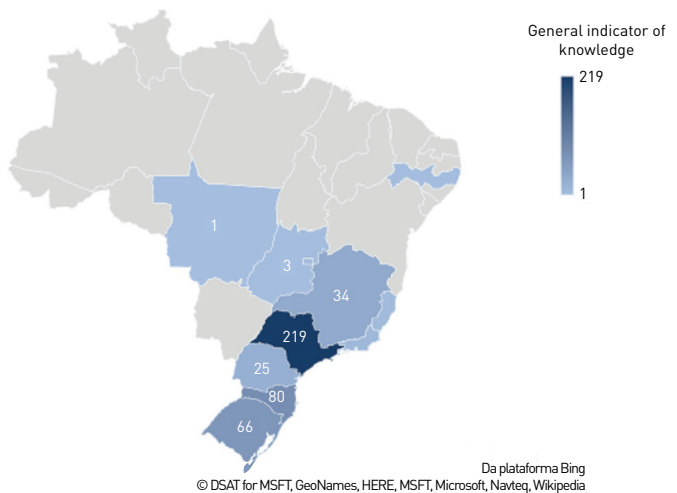 General indicator of
knowledge
219
1
1
3
34
219
25
80
66
Da plataforma Bing
© DSAT for MSFT, GeoNames, HERE, MSFT, Microsoft, Navteq, Wikipedia